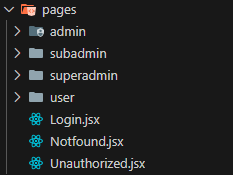 pages
admin
subadmin
superadmin
user
Login.jsx
Notfound.jsx
Unauthorized.jsx